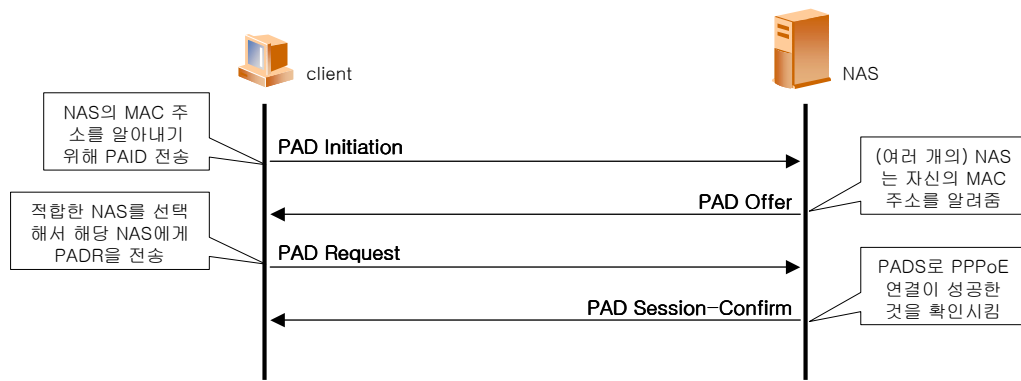 client
NAS
NAS의 MAC 주
소를 알아내기
위해 PAID 전송
PAD Initiation
(여러 개의) NAS
는 자신의 MAC
주소를 알려줌
PAD Offer
적합한 NAS를 선택
해서 해당 NAS에게
PADR을 전송
PAD Request
PADS로 PPPoE
연결이 성공한
것을 확인시킴
PAD Session-Confirm